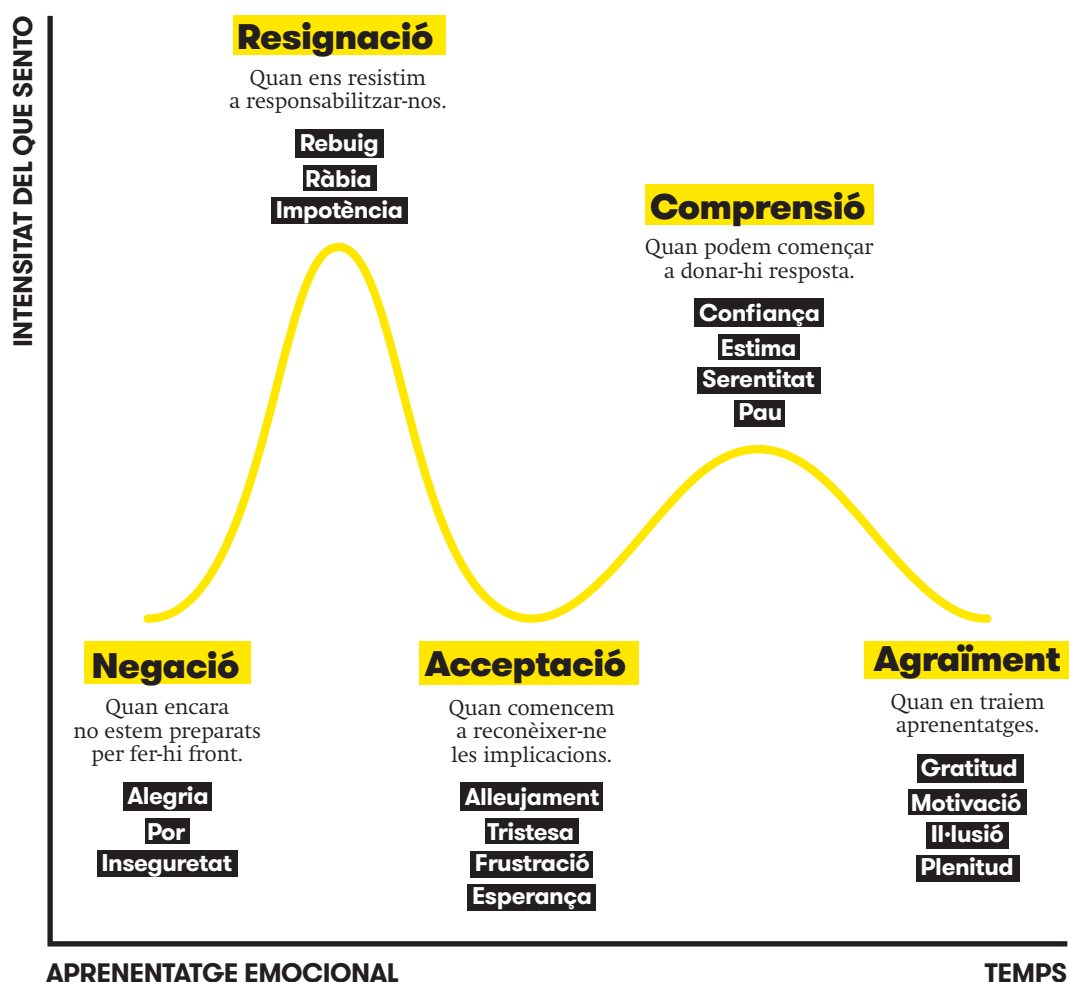 INTENSITAT DEL QUE SENTO
Resignació
Quan ens resistim
a responsabilitzar-nos.
Rebuig
Ràbia
Impotència
Comprensió
Quan podem començar
a donar-hi resposta.
Confiança
Estima
Serentitat
Pau
Negació
Quan encara
no estem preparats
per fer-hi front.
Alegria
Por
Inseguretat
Acceptació
Quan comencem
a reconèixer-ne
les implicacions.
Alleujament
Tristesa
Frustració
Esperança
Agraïment
Quan en traiem
aprenentatges.
Gratitud
Motivació
Il·lusió
Plenitud
APRENENTATGE EMOCIONAL
TEMPS